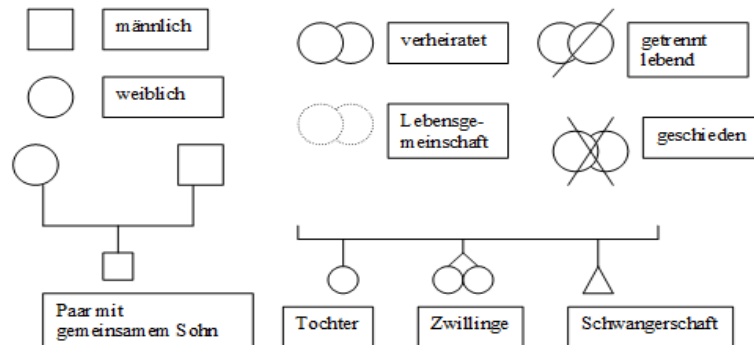 männlich
verheiratet
getrennt
lebend
weiblich
Lebensge-
meinschaft
geschieden
Paar mit
gemeinsamem Sohn
Tochter
Zwillinge
Schwangerschaft